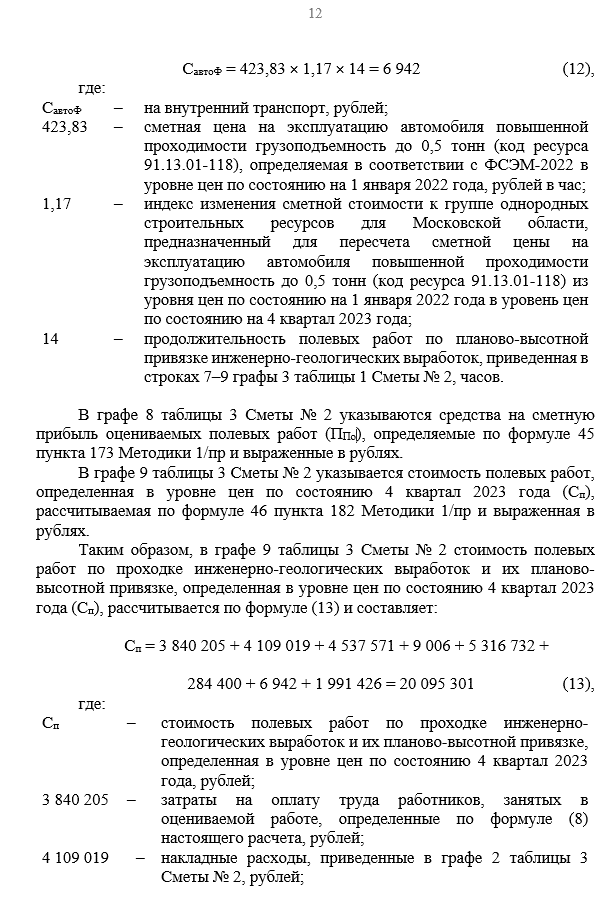 12
СавтоФ = 423,83 × 1,17 × 14 = 6 942 (12),
где:
СавтоФ – на внутренний транспорт, рублей;
423,83 – сметная цена на эксплуатацию автомобиля повышенной
проходимости грузоподъемность до 0,5 тонн (код ресурса
91.13.01-118), определяемая в соответствии с ФСЭМ-2022 в
уровне цен по состоянию на 1 января 2022 года, рублей в час;
1,17 – индекс изменения сметной стоимости к группе однородных
строительных ресурсов для Московской области,
предназначенный для пересчета сметной цены на
эксплуатацию автомобиля повышенной проходимости
грузоподъемность до 0,5 тонн (код ресурса 91.13.01-118) из
уровня цен по состоянию на 1 января 2022 года в уровень цен
по состоянию на 4 квартал 2023 года;
14 – продолжительность полевых работ по планово-высотной
привязке инженерно-геологических выработок, приведенная в
строках 7–9 графы 3 таблицы 1 Сметы № 2, часов.
В графе 8 таблицы 3 Сметы № 2 указываются средства на сметную
прибыль оцениваемых полевых работ (ППо), определяемые по формуле 45
пункта 173 Методики 1/пр и выраженные в рублях.
В графе 9 таблицы 3 Сметы № 2 указывается стоимость полевых работ,
определенная в уровне цен по состоянию 4 квартал 2023 года (Сп),
рассчитываемая по формуле 46 пункта 182 Методики 1/пр и выраженная в
рублях.
Таким образом, в графе 9 таблицы 3 Сметы № 2 стоимость полевых
работ по проходке инженерно-геологических выработок и их планово-
высотной привязке, определенная в уровне цен по состоянию 4 квартал 2023
года (Сп), рассчитывается по формуле (13) и составляет:
Сп = 3 840 205 + 4 109 019 + 4 537 571 + 9 006 + 5 316 732 +
284 400 + 6 942 + 1 991 426 = 20 095 301 (13),
где:
Сп – стоимость полевых работ по проходке инженерно-
геологических выработок и их планово-высотной привязке,
определенная в уровне цен по состоянию 4 квартал 2023
года, рублей;
3 840 205 – затраты на оплату труда работников, занятых в
оцениваемой работе, определенные по формуле (8)
настоящего расчета, рублей;
4 109 019 – накладные расходы, приведенные в графе 2 таблицы 3
Сметы № 2, рублей;